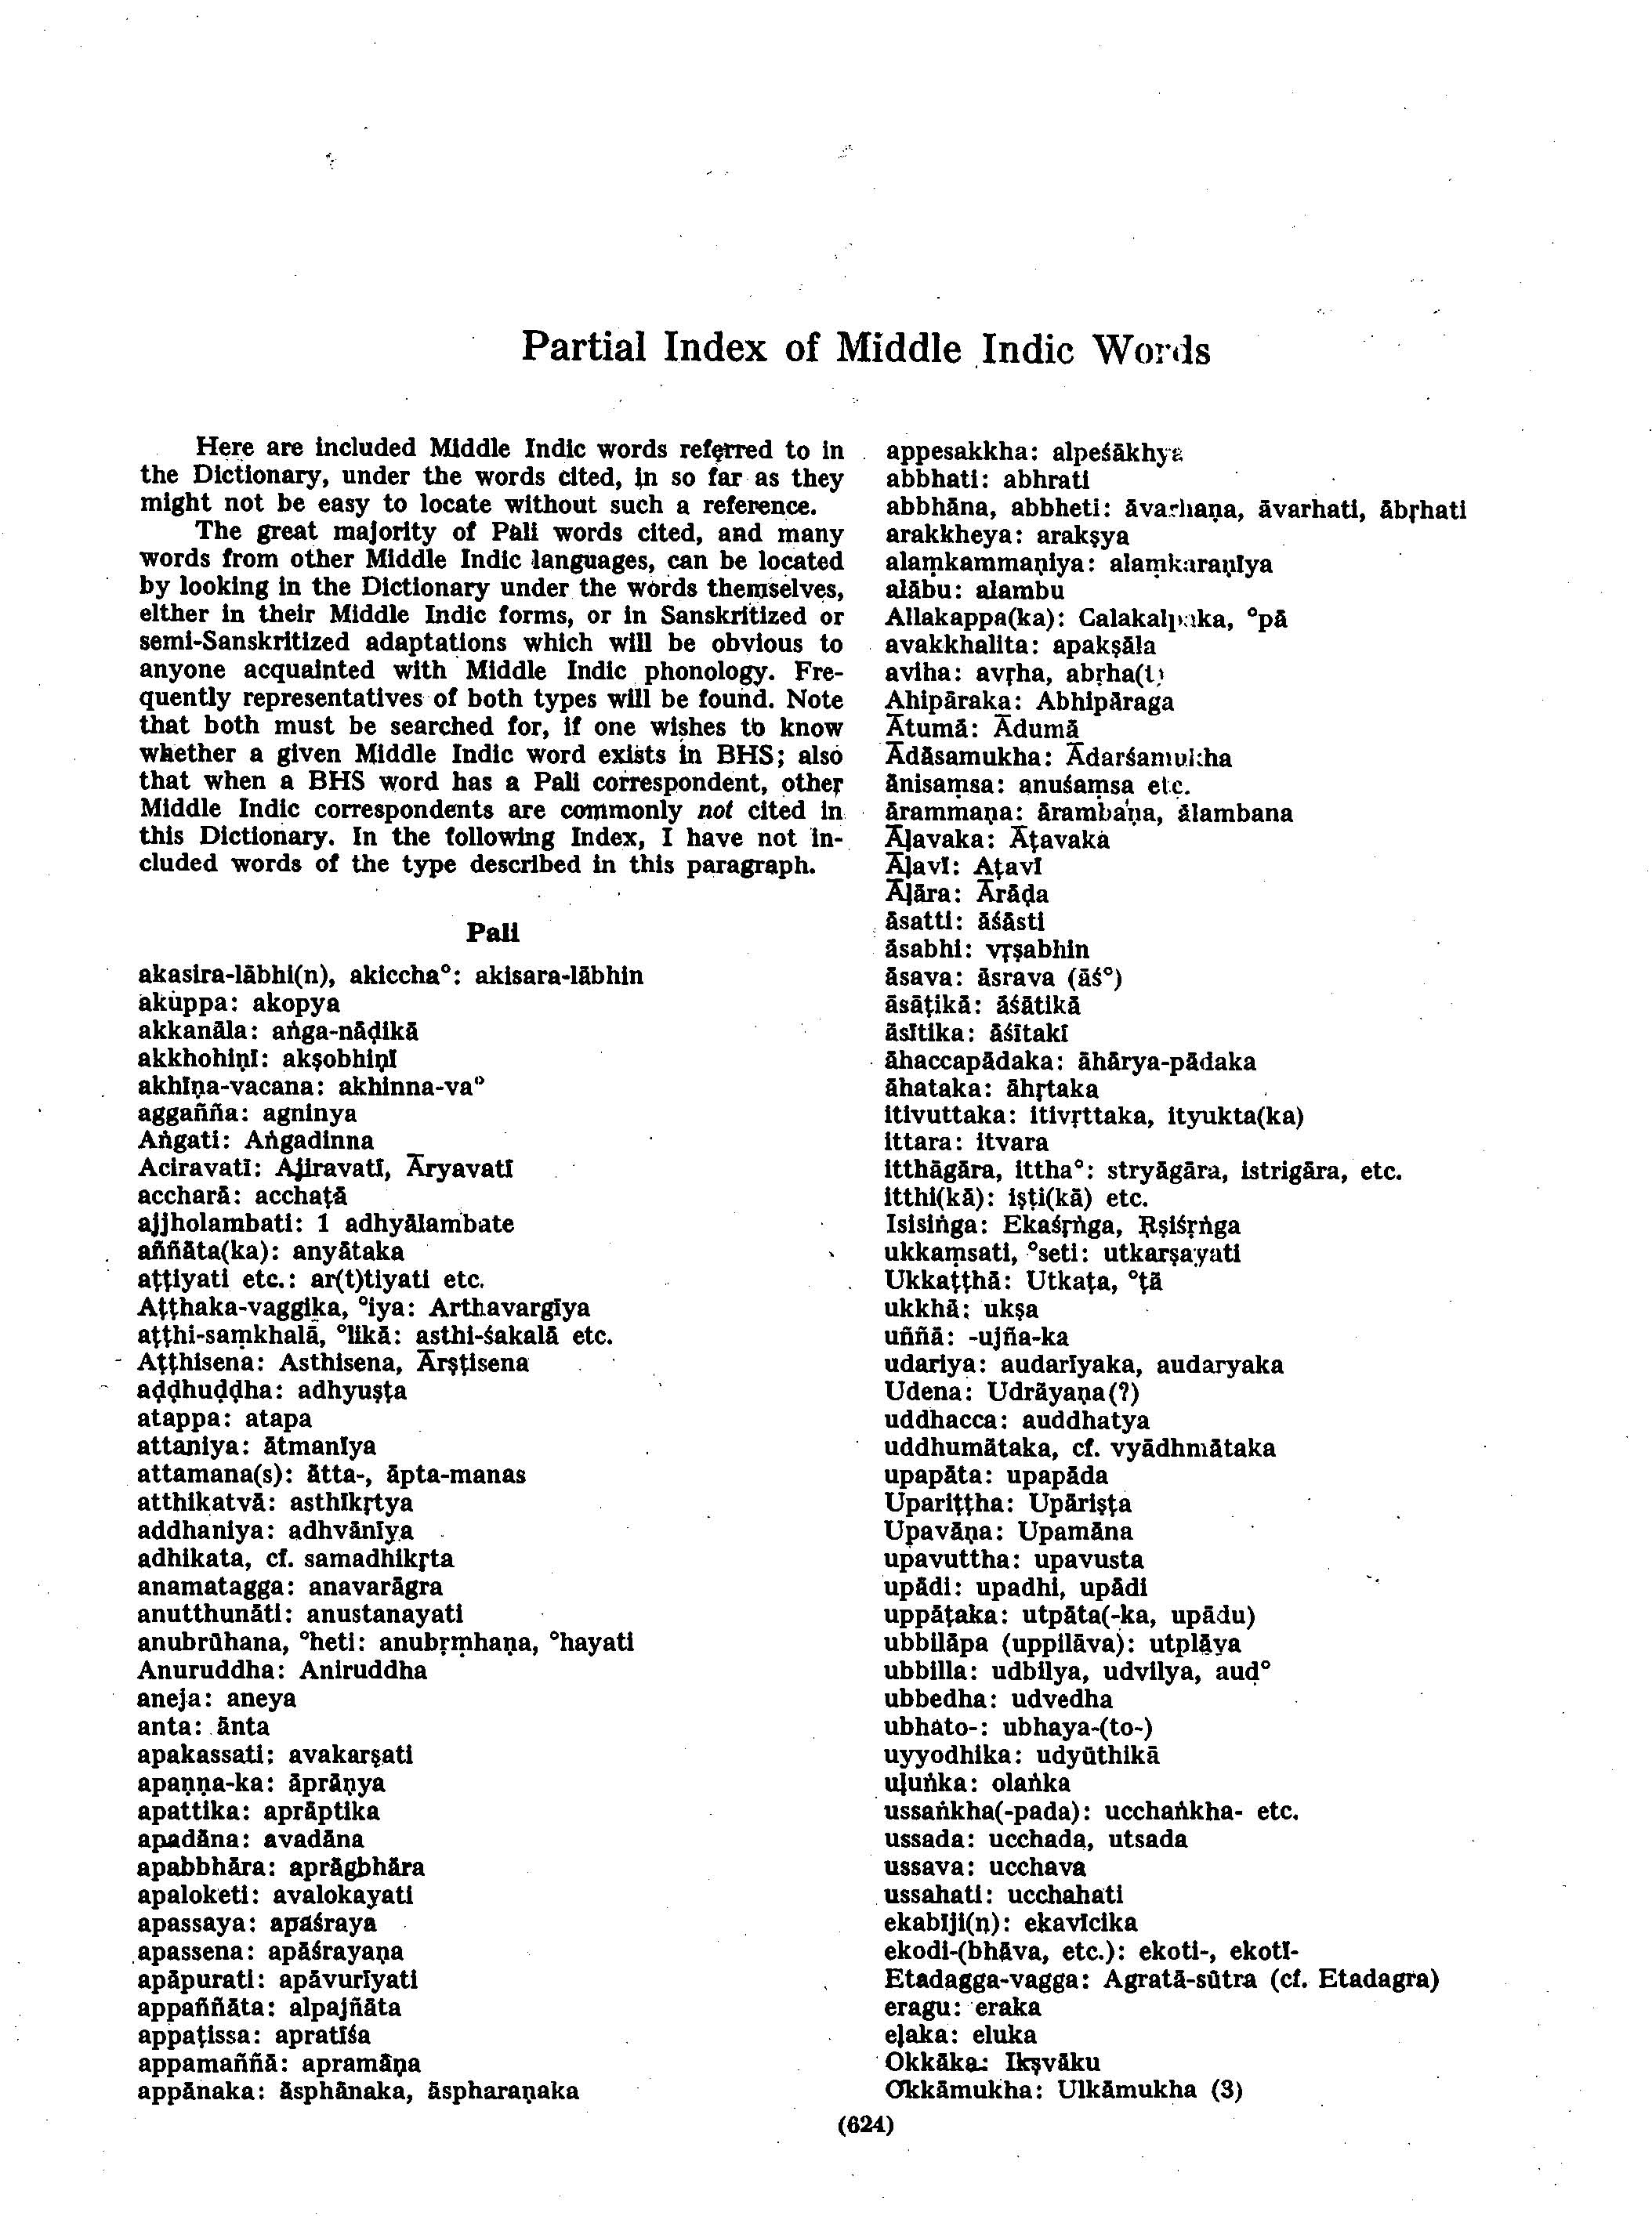 Partial Index of Middle Indic Words
Here are included Middle Indic words referred to in
the Dictionary, under the words cited, in so far as they
might not be easy to locate without such a reference.
The great majority of Pali words cited, and many
words from other Middle Indic languages, can be located
by looking in the Dictionary under the words themselves,
either in their Middle Indic forms, or in Sanskritized or
semi-Sanskritized adaptations which will be obvious to
anyone acquainted with Middle Indic phonology. Fre-
quently representatives of both types will be found. Note
that both must be searched for, if one wishes to know
whether a given Middle Indic word exists in BHS; also
that when a BHS word has a Pali correspondent, other
Middle Indic correspondents are commonly not cited in
this Dictionary. In the following Index, I have not in-
cluded words of the type described in this paragraph.
Pali
akasira-lābhi(n), akiccha°: akisara-lābhin
akuppa: akopya
akkanāla: aṅga-nāḍikā
akkhohiṇī: akṣobhiṇī
akhīṇa-vacana: akhinna-va°
aggañña: agninya
Aṅgati: Aṅgadinna
Aciravatī: Ajiravatī, Āryavatī
accharā: acchaṭā
ajjholambati: 1 adhyālambate
aññāta(ka): anyātaka
aṭṭiyati etc.: ar(t)tiyati etc.
Aṭṭhaka-vaggika, °iya: Arthavargīya
aṭṭhi-saṃkhalā, °likā: asthi-śakalā etc.
Aṭṭhisena: Asthisena, Ārṣṭisena
aḍḍhuḍḍha: adhyuṣṭa
atappa: atapa
attaniya: ātmanīya
attamana(s): ātta-, āpta-manas
atthikatvā: asthīkṛtya
addhaniya: adhvānīya
adhikata, cf. samadhikṛta
anamatagga: anavarāgra
anutthunāti: anustanayati
anubrūhana, °heti: anubṛṃhaṇa, °hayati
Anuruddha: Aniruddha
aneja: aneya
anta: ānta
apakassati: avakarṣati
apaṇṇa-ka: āprāṇya
apattika: aprāptika
apadāna: avadāna
apabbhāra: aprāgbhāra
apaloketi: avalokayati
apassaya: apaśraya
apassena: apāśrayaṇa
apāpurati: apāvurīyati
appaññāta: alpajñāta
appaṭissa: apratīśa
appamaññā: apramāṇa
appānaka: āsphānaka, āspharaṇaka
appesakkha: alpeśākhya
abbhati: abhrati
abbhāna, abbheti: āvarhaṇa, āvarhati, ābṛhati
arakkheya: arakṣya
alaṃkammaṇiya: alaṃkaraṇīya
alābu: alambu
Allakappa(ka): Calakalpaka, °pā
avakkhalita: apakṣāla
aviha: avṛha, abṛha(t)
Ahipāraka: Abhipāraga
Ātumā: Ādumā
Ādāsamukha: Ādarśamukha
ānisaṃsa: anuśaṃsa etc.
ārammaṇa: ārambaṇa, ālambana
Āḷavaka: Āṭavaka
Āḷavī: Aṭavī
Āḷāra: Ārāḍa
āsatti: āśāsti
āsabhi: vṛṣabhin
āsava: āsrava (āś°)
āsāṭikā: āśātikā
āsītika: āśītakī
āhaccapādaka: āhārya-pādaka
āhataka: āhṛtaka
itivuttaka: itivṛttaka, ityukta(ka)
ittara: itvara
itthāgāra, ittha°: stryāgāra, istrigāra, etc.
itthi(kā): iṣṭi(kā) etc.
Isisiṅga: Ekaśṛṅga, Ṛṣiśṛṅga
ukkaṃsati, °seti: utkarṣayati
Ukkaṭṭhā: Utkaṭa, °ṭā
ukkhā: ukṣa
uññā: -ujña-ka
udariya: audarīyaka, audaryaka
Udena: Udrāyaṇa(?)
uddhacca: auddhatya
uddhumātaka, cf. vyādhmātaka
upapāta: upapāda
Upariṭṭha: Upāriṣṭa
Upavāṇa: Upamāna
upavuttha: upavusta
upādi: upadhi, upādi
uppāṭaka: utpāta(-ka, upādu)
ubbilāpa (uppilāva): utplāva
ubbilla: udbilya, udvilya, aud°
ubbedha: udvedha
ubhato-: ubhaya-(to-)
uyyodhika: udyūthikā
uḷuṅka: olaṅka
ussaṅkha(-pada): ucchaṅkha- etc.
ussada: ucchada, utsada
ussava: ucchava
ussahati: ucchahati
ekabīji(n): ekavīcika
ekodi-(bhāva, etc.): ekoti-, ekotī-
Etadagga-vagga: Agratā-sūtra (cf. Etadagra)
eragu: eraka
eḷaka: eluka
Okkāka: Ikṣvāku
Okkāmukha: Ulkāmukha (3)
(624)